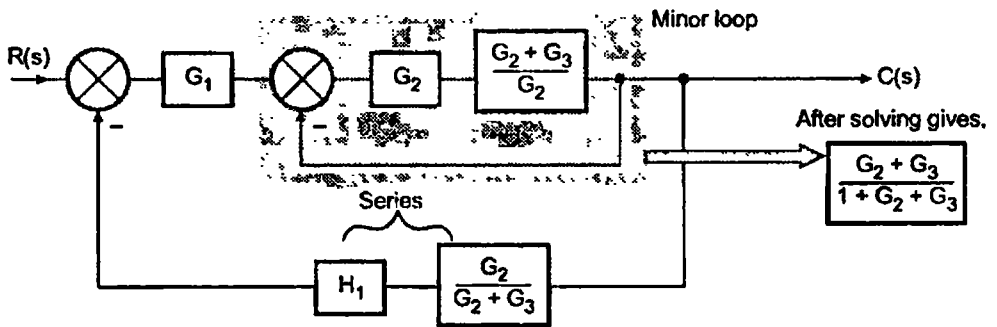 Minor loop
R(s)
G1
G2
G2 + G3
G2
C(s)
–
–
After solving gives,
G2 + G3
1 + G2 + G3
Series
H1
G2
G2 + G3